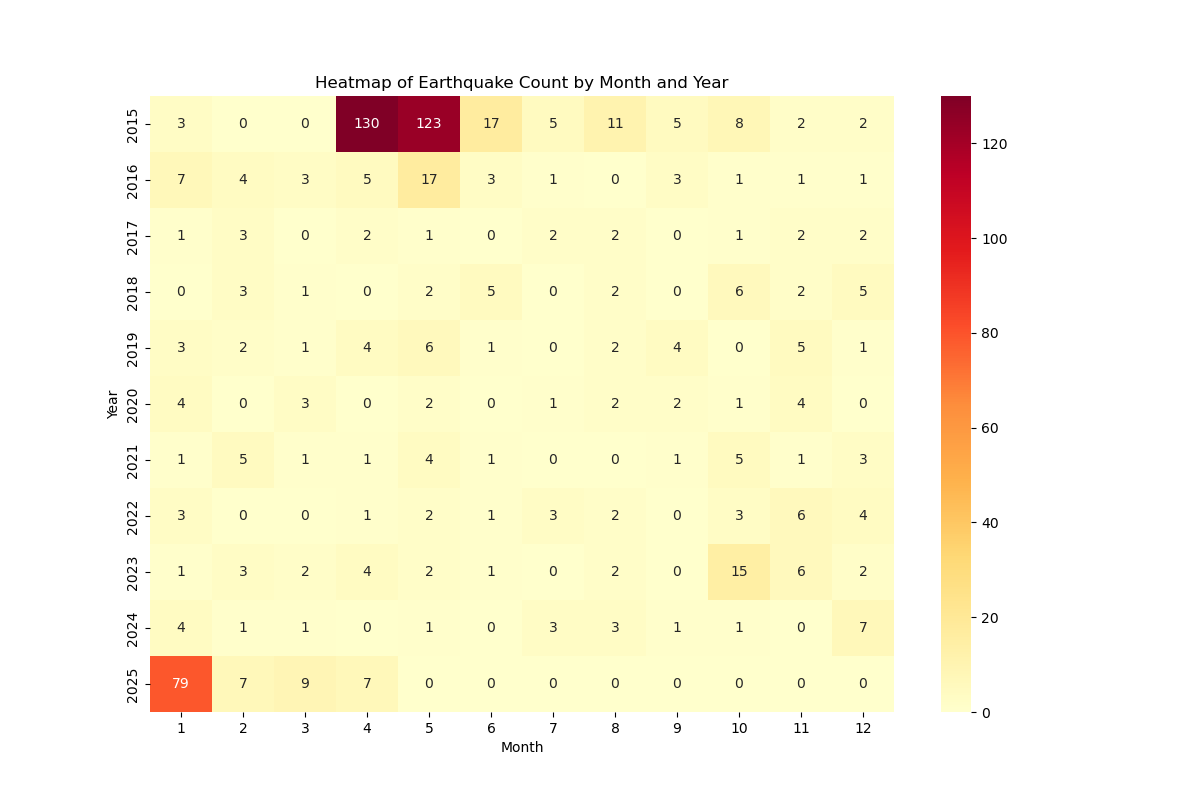 Heatmap of Earthquake Count by Month and Year
2015 3 0 0 130 123 17 5 11 5 8 2 2
2016 7 4 3 5 17 3 1 0 3 1 1 1
2017 1 3 0 2 1 0 2 2 0 1 2 2
2018 0 3 1 0 2 5 0 2 0 6 2 5
2019 3 2 1 4 6 1 0 2 4 0 5 1
2020 4 0 3 0 2 0 1 2 2 1 4 0
2021 1 5 1 1 4 1 0 0 1 5 1 3
2022 3 0 0 1 2 1 3 2 0 3 6 4
2023 1 3 2 4 2 1 0 2 0 15 6 2
2024 4 1 1 0 1 0 3 3 1 1 0 7
2025 79 7 9 7 0 0 0 0 0 0 0 0
1 2 3 4 5 6 7 8 9 10 11 12
Month
Year
120
100
80
60
40
20
0